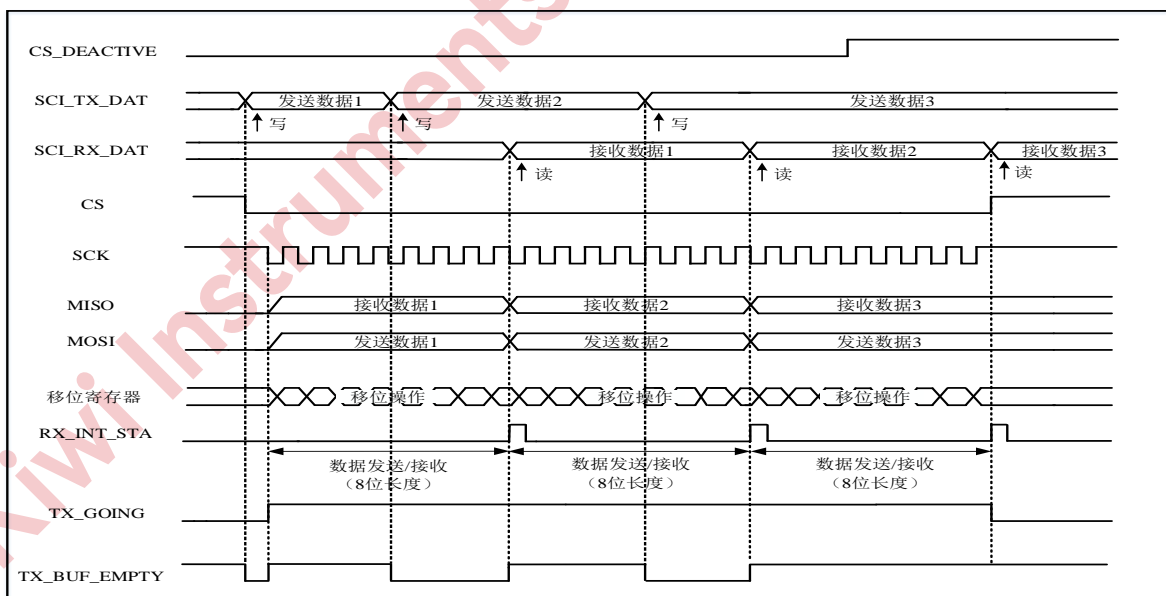 CS_DEACTIVE
SCI_TX_DAT
发送数据1
发送数据2
发送数据3
写
写
写
SCI_RX_DAT
接收数据1
接收数据2
接收数据3
读
读
读
CS
SCK
MISO
接收数据1
接收数据2
接收数据3
MOSI
发送数据1
发送数据2
发送数据3
移位寄存器
移位操作
移位操作
移位操作
RX_INT_STA
数据发送/接收
(8位长度)
数据发送/接收
(8位长度)
数据发送/接收
(8位长度)
TX_GOING
TX_BUF_EMPTY
Kiwi Instruments